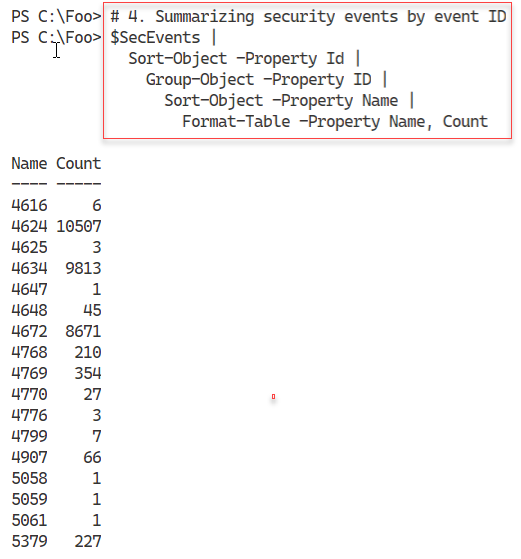 PS C:\Foo> # 4. Summarizing security events by event ID
PS C:\Foo> $SecEvents |
Sort-Object -Property Id |
Group-Object -Property ID |
Sort-Object -Property Name |
Format-Table -Property Name, Count
Name Count
---- -----
4616 6
4624 10507
4625 3
4634 9813
4647 1
4648 45
4672 8671
4768 210
4769 354
4770 27
4776 3
4799 7
4907 66
5058 1
5059 1
5061 1
5379 227